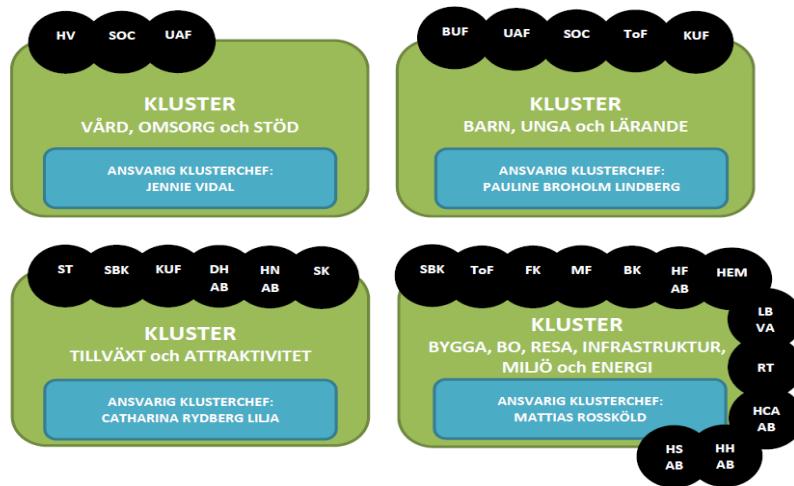 HV
SOC
UAF
KLUSTER
VÅRD, OMSORG och STÖD
ANSVARIG KLUSTERCHEF:
JENNIE VIDAL
BUF
UAF
SOC
ToF
KUF
KLUSTER
BARN, UNGA och LÄRANDE
ANSVARIG KLUSTERCHEF:
PAULINE BROHOLM LINDBERG
ST
SBK
KUF
DH
AB
HN
AB
SK
KLUSTER
TILLVÄXT och ATTRAKTIVITET
ANSVARIG KLUSTERCHEF:
CATHARINA RYDBERG LILJA
SBK
ToF
FK
MF
BK
HF
AB
HEM
LB
VA
RT
HCA
AB
HH
AB
HS
AB
KLUSTER
BYGGA, BO, RESA, INFRASTRUKTUR,
MILJÖ och ENERGI
ANSVARIG KLUSTERCHEF:
MATTIAS ROSSKÖLD